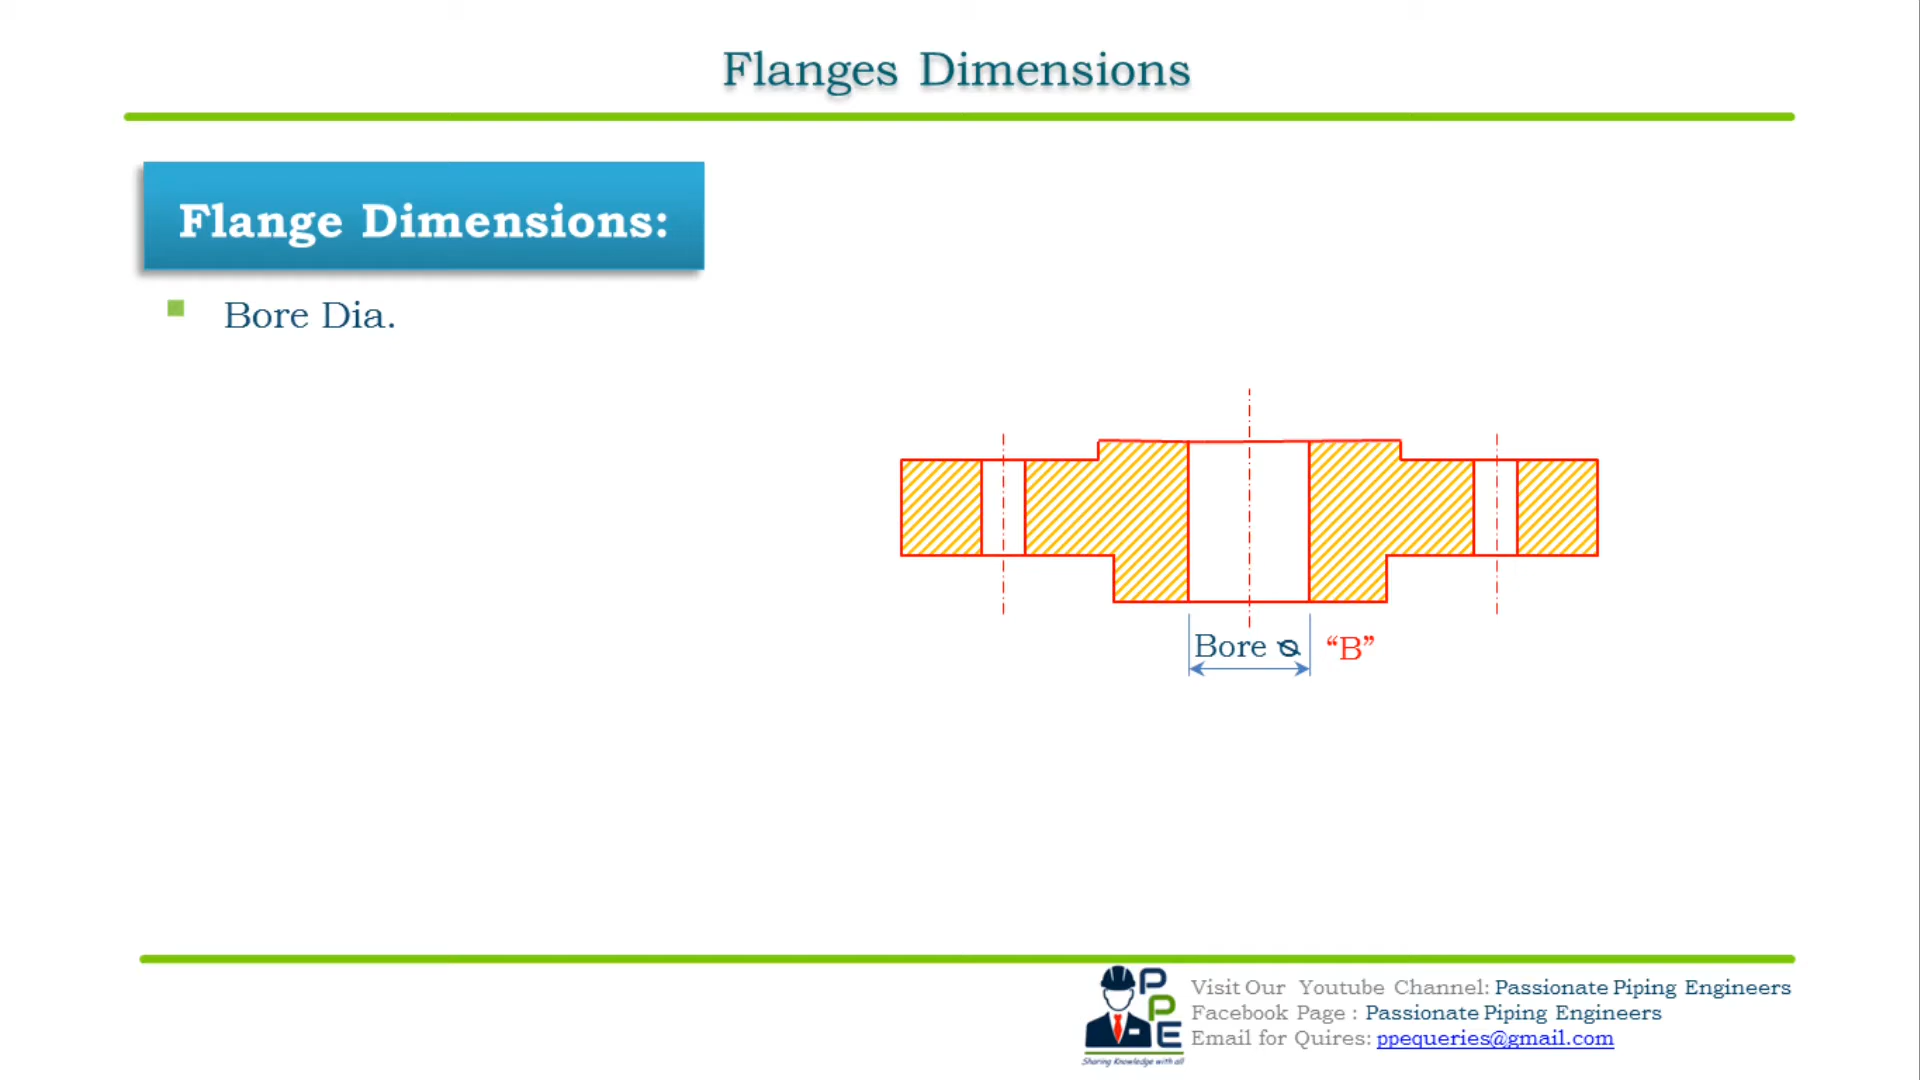 Flanges Dimensions
Flange Dimensions:
Bore Dia.
Bore ⌀ “B”
PPE
Sharing Knowledge with all
Visit Our Youtube Channel: Passionate Piping Engineers
Facebook Page : Passionate Piping Engineers
Email for Quires: ppequeries@gmail.com